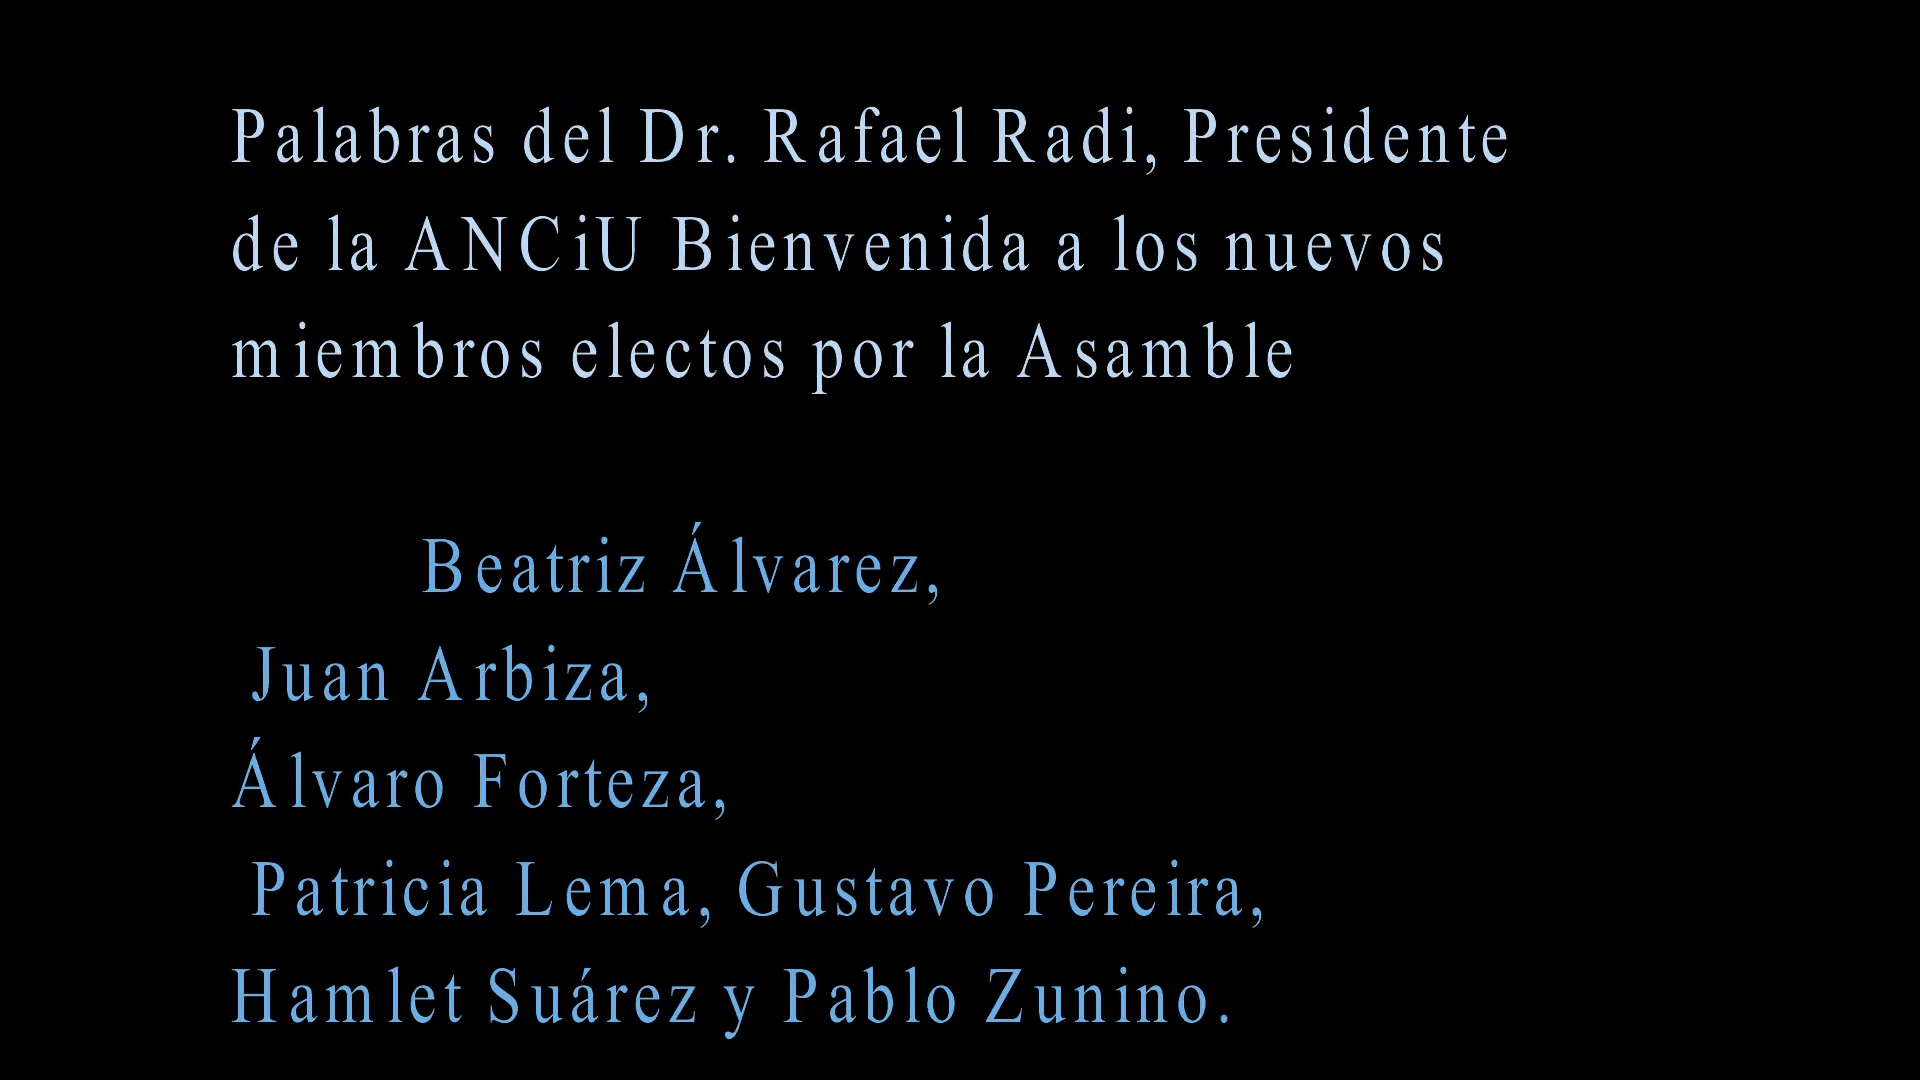 Palabras del Dr. Rafael Radi, Presidente
de la ANCiU Bienvenida a los nuevos
miembros electos por la Asamble
Beatriz Álvarez,
Juan Arbiza,
Álvaro Forteza,
Patricia Lema, Gustavo Pereira,
Hamlet Suárez y Pablo Zunino.